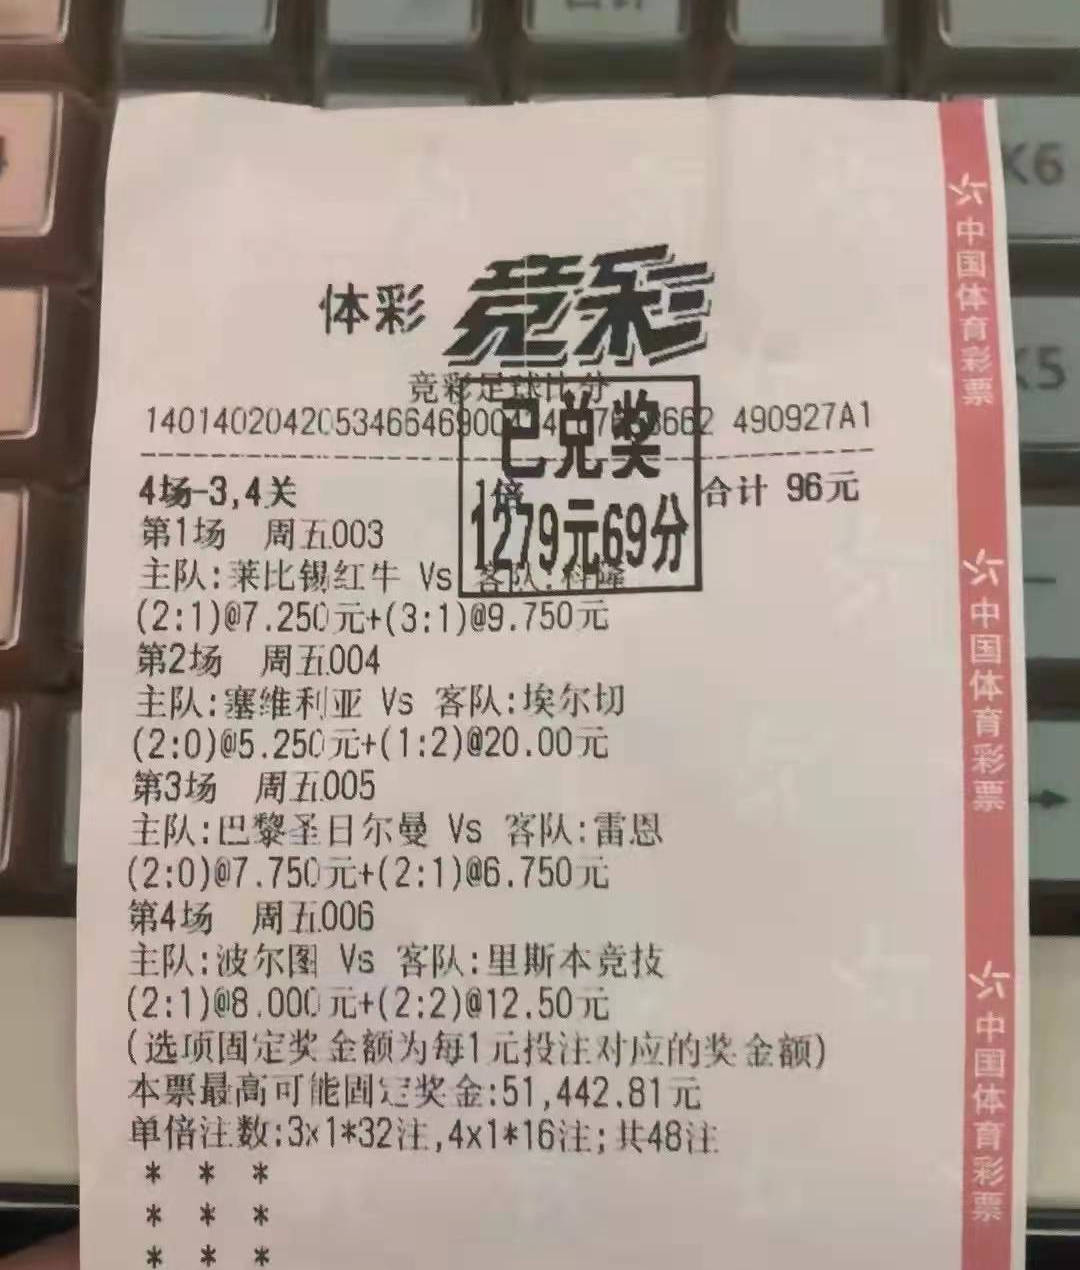 体彩 竞彩
竞彩足球比分
490927A1
已兑奖
1279元69分
4场-3,4关 1倍 合计 96元
第1场 周五003
主队:莱比锡红牛 Vs 客队:科隆
(2:1)@7.250元+(3:1)@9.750元
第2场 周五004
主队:塞维利亚 Vs 客队:埃尔切
(2:0)@5.250元+(1:2)@20.00元
第3场 周五005
主队:巴黎圣日尔曼 Vs 客队:雷恩
(2:0)@7.750元+(2:1)@6.750元
第4场 周五006
主队:波尔图 Vs 客队:里斯本竞技
(2:1)@8.000元+(2:2)@12.50元
(选项固定奖金额为每1元投注对应的奖金额)
本票最高可能固定奖金:51,442.81元
单倍注数:3x1*32注,4x1*16注;共48注
* * *
* * *
* * *
中国体育彩票
中国体育彩票
中国体育彩票
K6
K5